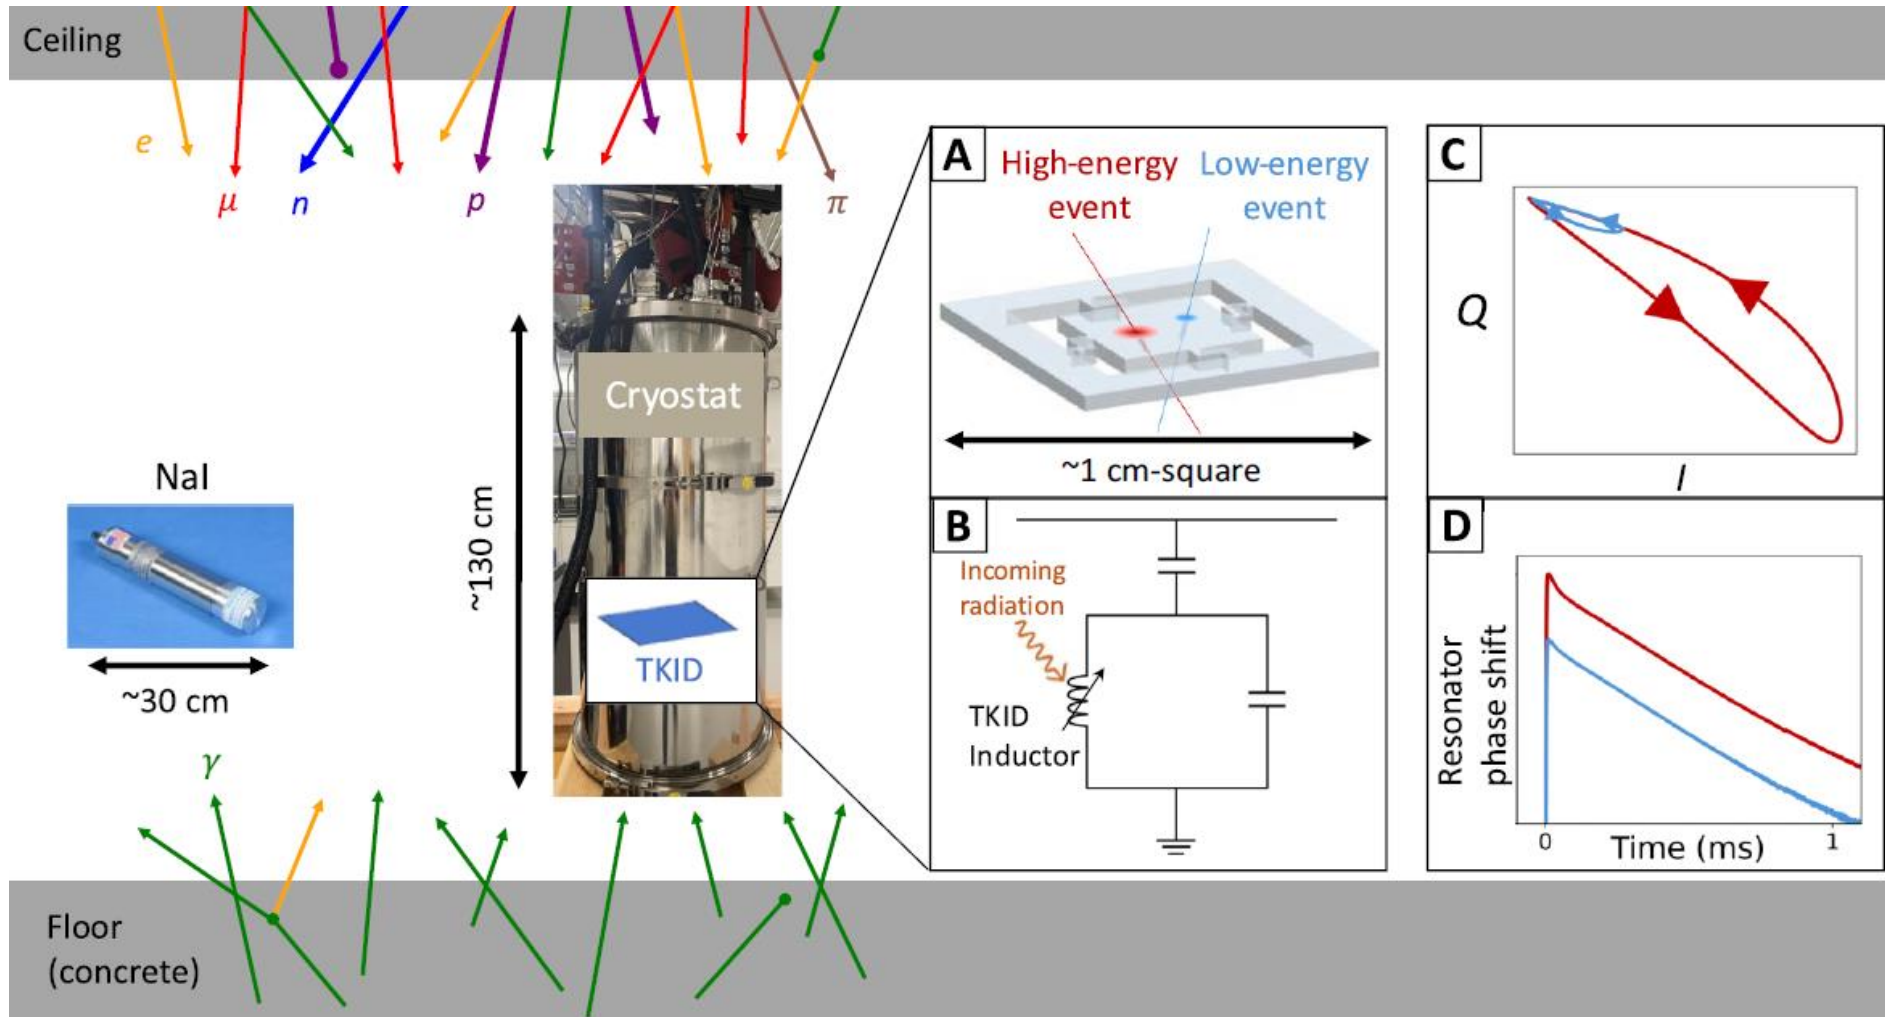 Ceiling
e
μ
n
p
π
NaI
~30 cm
~130 cm
Cryostat
TKID
γ
Floor
(concrete)
A
High-energy
event
Low-energy
event
~1 cm-square
B
Incoming
radiation
TKID
Inductor
C
Q
I
D
Resonator
phase shift
0
1
Time (ms)